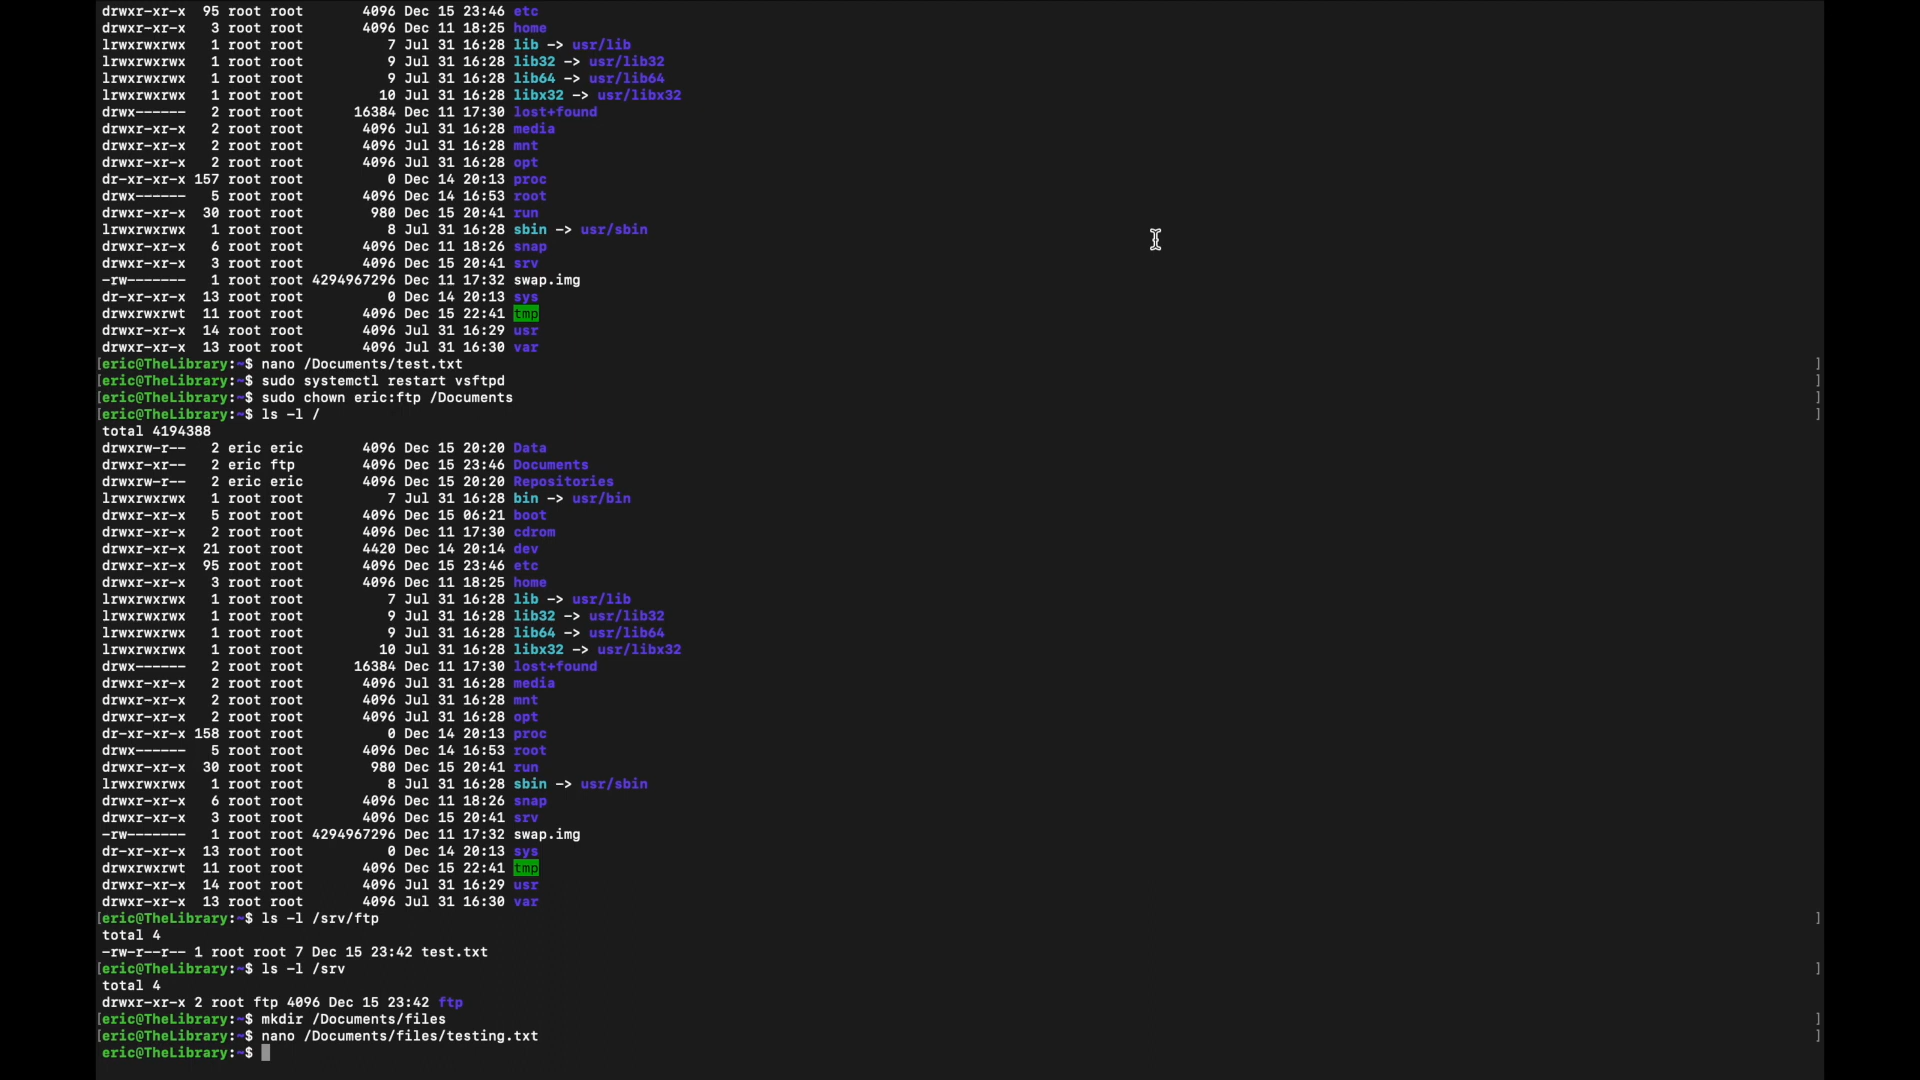 drwxr-xr-x  95 root root       4096 Dec 15 23:46 etc
drwxr-xr-x   3 root root       4096 Dec 11 18:25 home
lrwxrwxrwx   1 root root          7 Jul 31 16:28 lib -> usr/lib
lrwxrwxrwx   1 root root          9 Jul 31 16:28 lib32 -> usr/lib32
lrwxrwxrwx   1 root root          9 Jul 31 16:28 lib64 -> usr/lib64
lrwxrwxrwx   1 root root         10 Jul 31 16:28 libx32 -> usr/libx32
drwx------   2 root root      16384 Dec 11 17:30 lost+found
drwxr-xr-x   2 root root       4096 Jul 31 16:28 media
drwxr-xr-x   2 root root       4096 Jul 31 16:28 mnt
drwxr-xr-x   2 root root       4096 Jul 31 16:28 opt
dr-xr-xr-x 157 root root          0 Dec 14 20:13 proc
drwx------   5 root root       4096 Dec 14 16:53 root
drwxr-xr-x  30 root root        980 Dec 15 20:41 run
lrwxrwxrwx   1 root root          8 Jul 31 16:28 sbin -> usr/sbin
drwxr-xr-x   6 root root       4096 Dec 11 18:26 snap
drwxr-xr-x   3 root root       4096 Dec 15 20:41 srv
-rw-------   1 root root 4294967296 Dec 11 17:32 swap.img
dr-xr-xr-x  13 root root          0 Dec 14 20:13 sys
drwxrwxrwt  11 root root       4096 Dec 15 22:41 tmp
drwxr-xr-x  14 root root       4096 Jul 31 16:29 usr
drwxr-xr-x  13 root root       4096 Jul 31 16:30 var
[eric@TheLibrary:~$ nano /Documents/test.txt ]
[eric@TheLibrary:~$ sudo systemctl restart vsftpd ]
[eric@TheLibrary:~$ sudo chown eric:ftp /Documents ]
[eric@TheLibrary:~$ ls -l / ]
total 4194388
drwxrw-r--   2 eric eric       4096 Dec 15 20:20 Data
drwxr-xr--   2 eric ftp        4096 Dec 15 23:46 Documents
drwxrw-r--   2 eric eric       4096 Dec 15 20:20 Repositories
lrwxrwxrwx   1 root root          7 Jul 31 16:28 bin -> usr/bin
drwxr-xr-x   5 root root       4096 Dec 15 06:21 boot
drwxr-xr-x   2 root root       4096 Dec 11 17:30 cdrom
drwxr-xr-x  21 root root       4420 Dec 14 20:14 dev
drwxr-xr-x  95 root root       4096 Dec 15 23:46 etc
drwxr-xr-x   3 root root       4096 Dec 11 18:25 home
lrwxrwxrwx   1 root root          7 Jul 31 16:28 lib -> usr/lib
lrwxrwxrwx   1 root root          9 Jul 31 16:28 lib32 -> usr/lib32
lrwxrwxrwx   1 root root          9 Jul 31 16:28 lib64 -> usr/lib64
lrwxrwxrwx   1 root root         10 Jul 31 16:28 libx32 -> usr/libx32
drwx------   2 root root      16384 Dec 11 17:30 lost+found
drwxr-xr-x   2 root root       4096 Jul 31 16:28 media
drwxr-xr-x   2 root root       4096 Jul 31 16:28 mnt
drwxr-xr-x   2 root root       4096 Jul 31 16:28 opt
dr-xr-xr-x 158 root root          0 Dec 14 20:13 proc
drwx------   5 root root       4096 Dec 14 16:53 root
drwxr-xr-x  30 root root        980 Dec 15 20:41 run
lrwxrwxrwx   1 root root          8 Jul 31 16:28 sbin -> usr/sbin
drwxr-xr-x   6 root root       4096 Dec 11 18:26 snap
drwxr-xr-x   3 root root       4096 Dec 15 20:41 srv
-rw-------   1 root root 4294967296 Dec 11 17:32 swap.img
dr-xr-xr-x  13 root root          0 Dec 14 20:13 sys
drwxrwxrwt  11 root root       4096 Dec 15 22:41 tmp
drwxr-xr-x  14 root root       4096 Jul 31 16:29 usr
drwxr-xr-x  13 root root       4096 Jul 31 16:30 var
[eric@TheLibrary:~$ ls -l /srv/ftp ]
total 4
-rw-r--r-- 1 root root 7 Dec 15 23:42 test.txt
[eric@TheLibrary:~$ ls -l /srv ]
total 4
drwxr-xr-x 2 root ftp 4096 Dec 15 23:42 ftp
[eric@TheLibrary:~$ mkdir /Documents/files ]
[eric@TheLibrary:~$ nano /Documents/files/testing.txt ]
eric@TheLibrary:~$